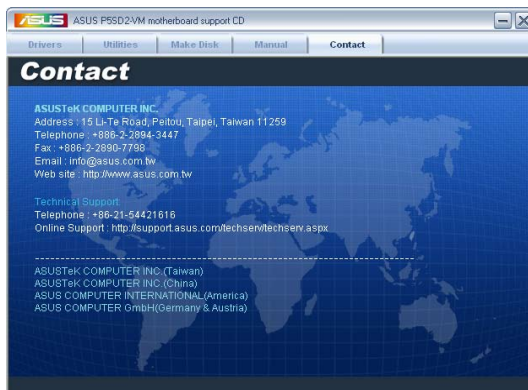 ASUS P5SD2-VM motherboard support CD
Drivers Utilities Make Disk Manual Contact
Contact
ASUSTeK COMPUTER INC.
Address : 15 Li-Te Road, Peitou, Taipei, Taiwan 11259
Telephone : +886-2-2894-3447
Fax : +886-2-2890-7798
Email : info@asus.com.tw
Web site : http://www.asus.com.tw
Technical Support
Telephone : +86-21-54421616
Online Support : http://support.asus.com/techserv/techserv.aspx
ASUSTeK COMPUTER INC.(Taiwan)
ASUSTeK COMPUTER INC.(China)
ASUS COMPUTER INTERNATIONAL(America)
ASUS COMPUTER GmbH(Germany & Austria)